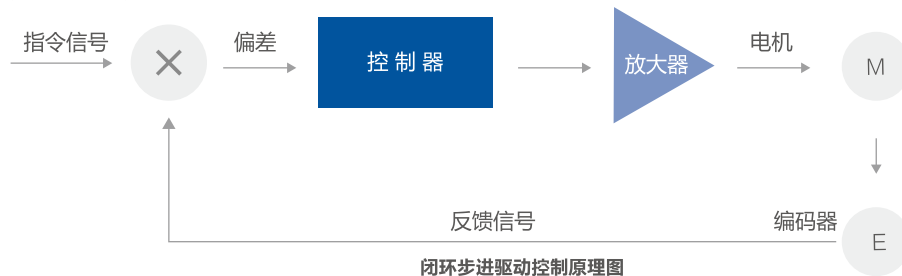 指令信号
偏差
控制器
放大器
电机
M
反馈信号
编码器
E
闭环步进驱动控制原理图